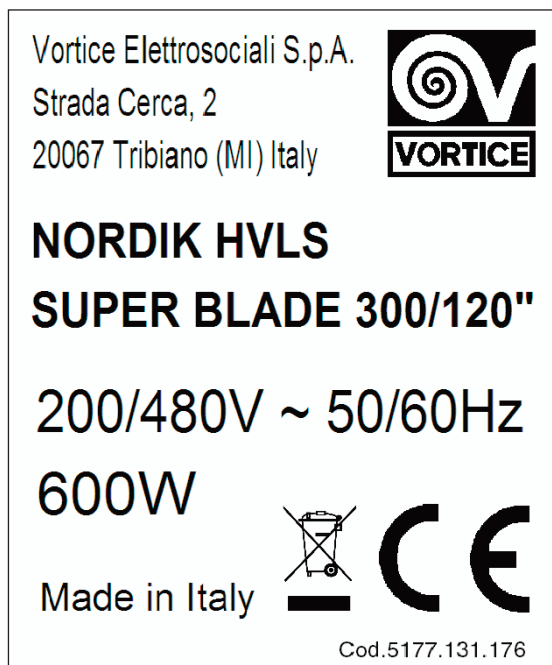 Vortice Elettrosociali S.p.A.
Strada Cerca, 2
20067 Tribiano (MI) Italy
VORTICE
NORDIK HVLS
SUPER BLADE 300/120"
200/480V ~ 50/60Hz
600W
CE
Made in Italy
Cod.5177.131.176